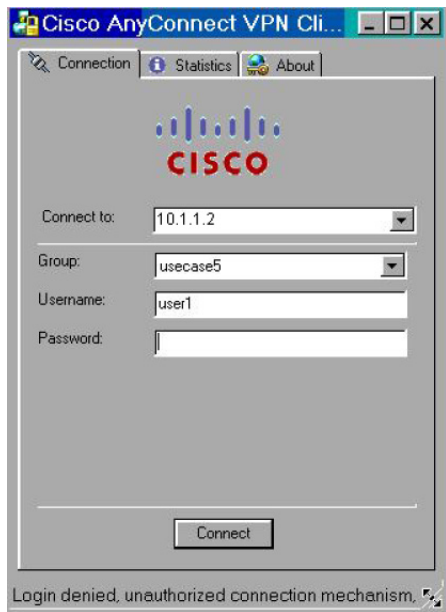 Cisco AnyConnect VPN Cli...
Connection Statistics About
CISCO
Connect to: 10.1.1.2
Group: usecase5
Username: user1
Password:
Connect
Login denied, unauthorized connection mechanism,